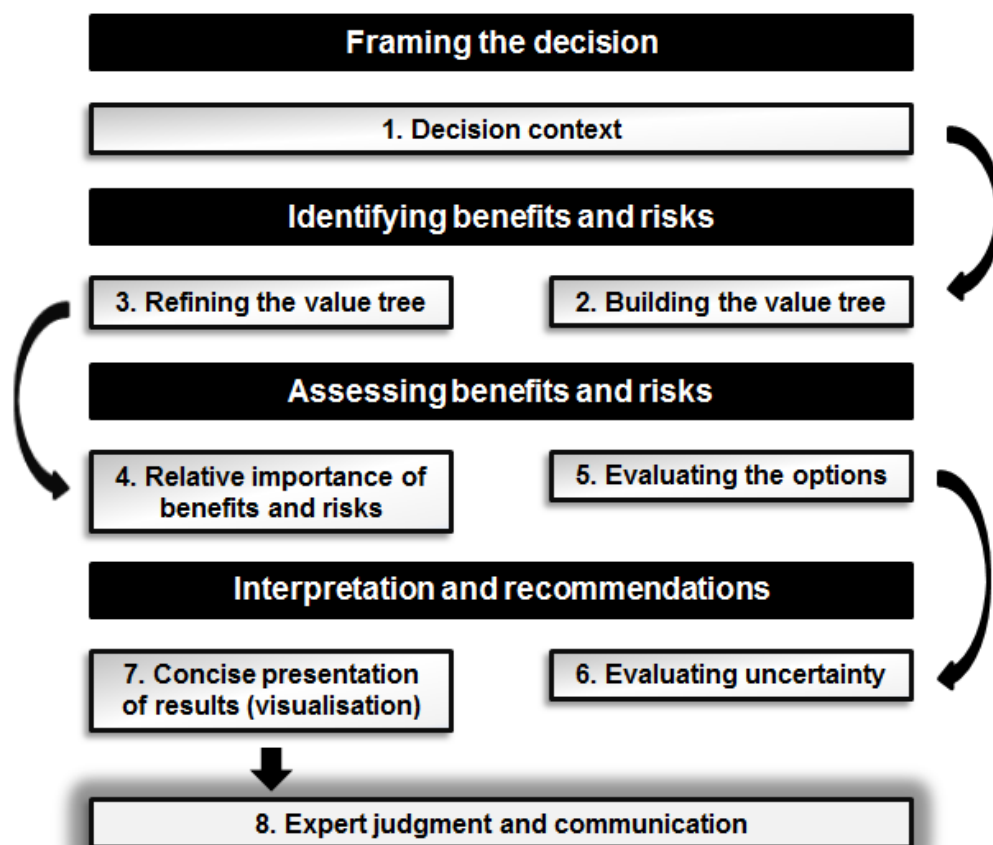 Framing the decision
1. Decision context
Identifying benefits and risks
3. Refining the value tree
2. Building the value tree
Assessing benefits and risks
4. Relative importance of
benefits and risks
5. Evaluating the options
Interpretation and recommendations
7. Concise presentation
of results (visualisation)
6. Evaluating uncertainty
8. Expert judgment and communication